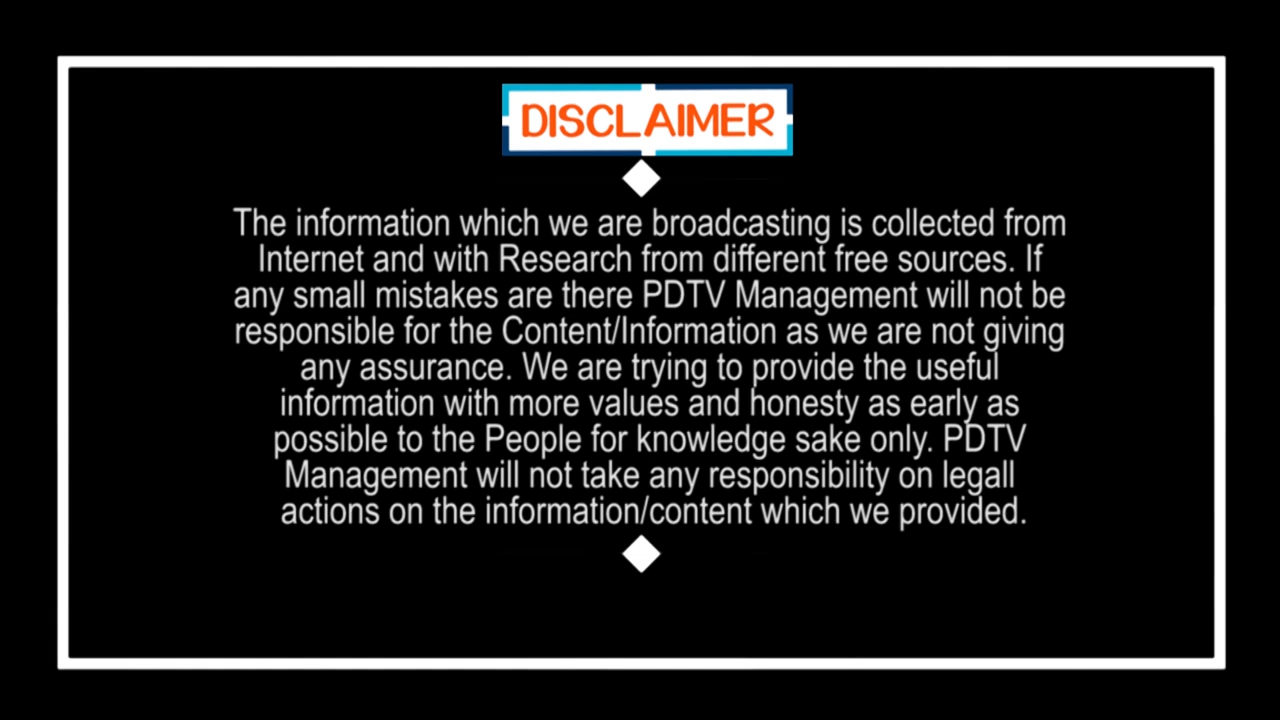 DISCLAIMER
The information which we are broadcasting is collected from
Internet and with Research from different free sources. If
any small mistakes are there PDTV Management will not be
responsible for the Content/Information as we are not giving
any assurance. We are trying to provide the useful
information with more values and honesty as early as
possible to the People for knowledge sake only. PDTV
Management will not take any responsibility on legall
actions on the information/content which we provided.